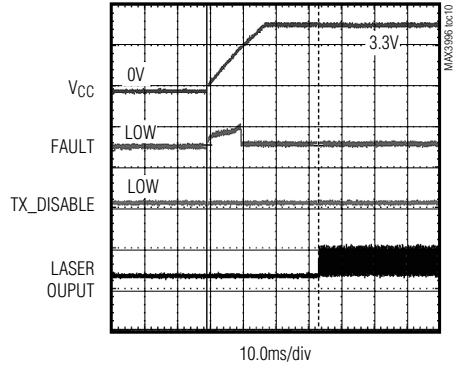 MAX3996 toc10
0V
3.3V
VCC
LOW
FAULT
LOW
TX_DISABLE
LASER
OUPUT
10.0ms/div